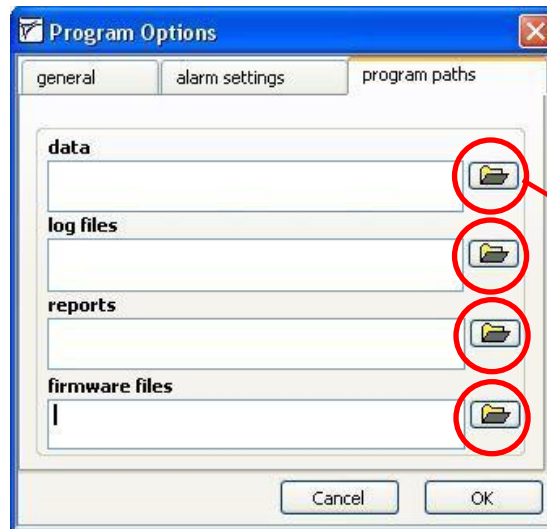 Program Options
general alarm settings program paths
data
log files
reports
firmware files
Cancel OK